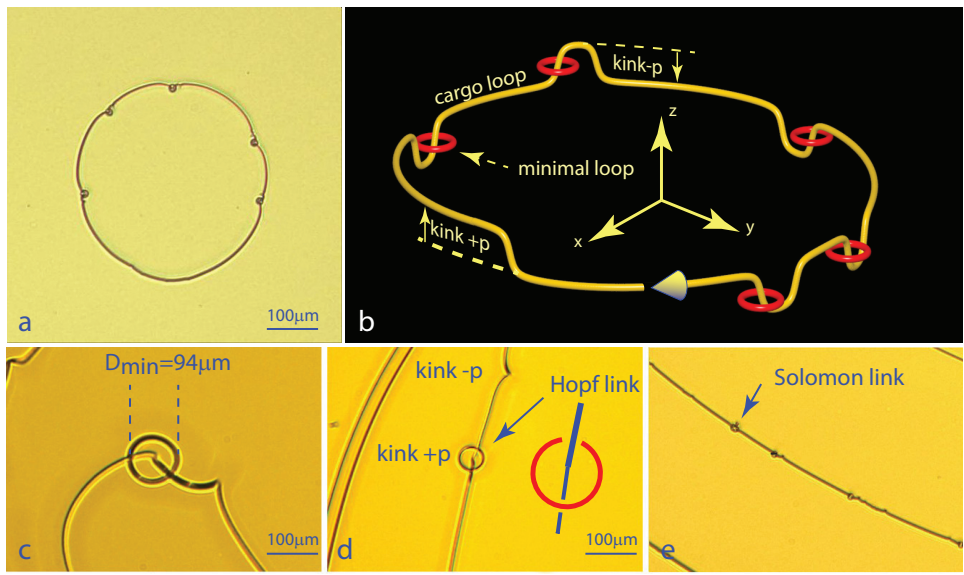 a
100µm
b
kink-p
cargo loop
minimal loop
kink +p
z
x
y
c
Dmin=94µm
100µm
d
kink -p
Hopf link
kink +p
100µm
e
Solomon link